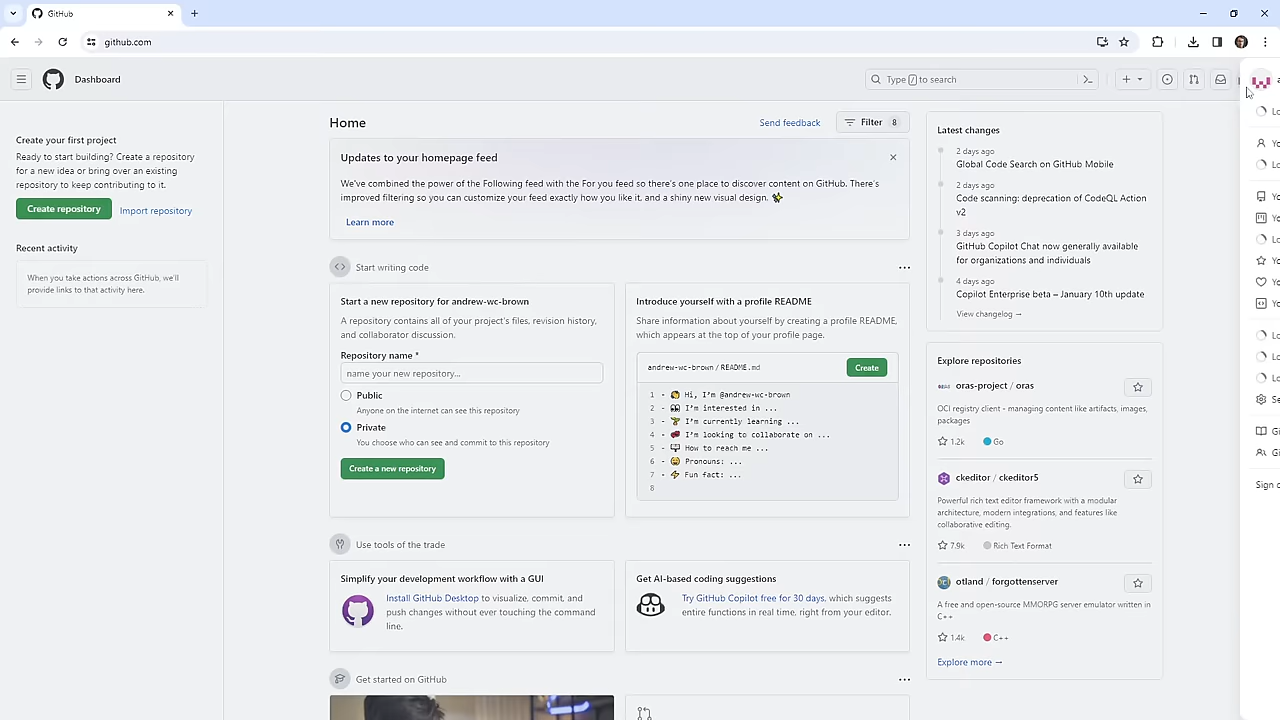 GitHub
github.com
Dashboard
Type / to search
Create your first project
Ready to start building? Create a repository
for a new idea or bring over an existing
repository to keep contributing to it.
Create repository
Import repository
Recent activity
When you take actions across GitHub, we'll
provide links to that activity here.
Home
Send feedback
Filter 8
Updates to your homepage feed
We've combined the power of the Following feed with the For you feed so there's one place to discover content on GitHub. There's
improved filtering so you can customize your feed exactly how you like it, and a shiny new visual design. ✨
Learn more
Start writing code
Start a new repository for andrew-wc-brown
A repository contains all of your project's files, revision history,
and collaborator discussion.
Repository name *
name your new repository...
Public
Anyone on the internet can see this repository
Private
You choose who can see and commit to this repository
Create a new repository
Introduce yourself with a profile README
Share information about yourself by creating a profile README,
which appears at the top of your profile page.
andrew-wc-brown / README.md
Create
1 - 👋 Hi, I'm @andrew-wc-brown
2 - 👀 I'm interested in ...
3 - 🌱 I'm currently learning ...
4 - 💞️ I'm looking to collaborate on ...
5 - 📫 How to reach me ...
6 - 😄 Pronouns: ...
7 - ⚡ Fun fact: ...
8
Use tools of the trade
Simplify your development workflow with a GUI
Install GitHub Desktop to visualize, commit, and
push changes without ever touching the command
line.
Get AI-based coding suggestions
Try GitHub Copilot free for 30 days, which suggests
entire functions in real time, right from your editor.
Get started on GitHub
Latest changes
2 days ago
Global Code Search on GitHub Mobile
2 days ago
Code scanning: deprecation of CodeQL Action
v2
3 days ago
GitHub Copilot Chat now generally available
for organizations and individuals
4 days ago
Copilot Enterprise beta – January 10th update
View changelog →
Explore repositories
oras-project / oras
OCI registry client - managing content like artifacts, images,
packages
1.2k Go
ckeditor / ckeditor5
Powerful rich text editor framework with a modular
architecture, modern integrations, and features like
collaborative editing.
7.9k Rich Text Format
otland / forgottenserver
A free and open-source MMORPG server emulator written in
C++
1.4k C++
Explore more →
Sign